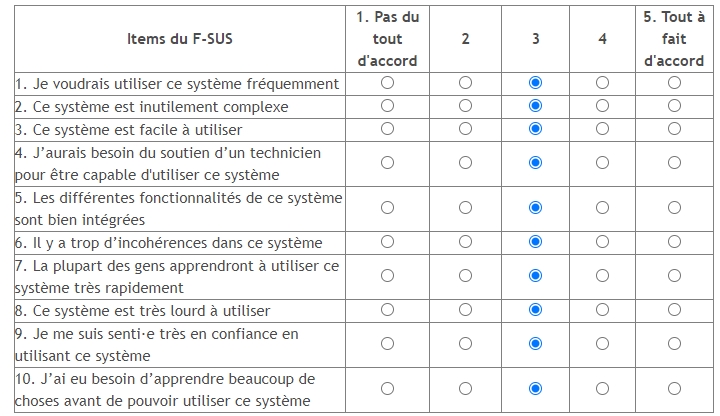 Items du F-SUS
1. Pas du
tout
d'accord
2
3
4
5. Tout à
fait
d'accord
1. Je voudrais utiliser ce système fréquemment
2. Ce système est inutilement complexe
3. Ce système est facile à utiliser
4. J’aurais besoin du soutien d’un technicien
pour être capable d'utiliser ce système
5. Les différentes fonctionnalités de ce système
sont bien intégrées
6. Il y a trop d’incohérences dans ce système
7. La plupart des gens apprendront à utiliser ce
système très rapidement
8. Ce système est très lourd à utiliser
9. Je me suis senti·e très en confiance en
utilisant ce système
10. J’ai eu besoin d’apprendre beaucoup de
choses avant de pouvoir utiliser ce système